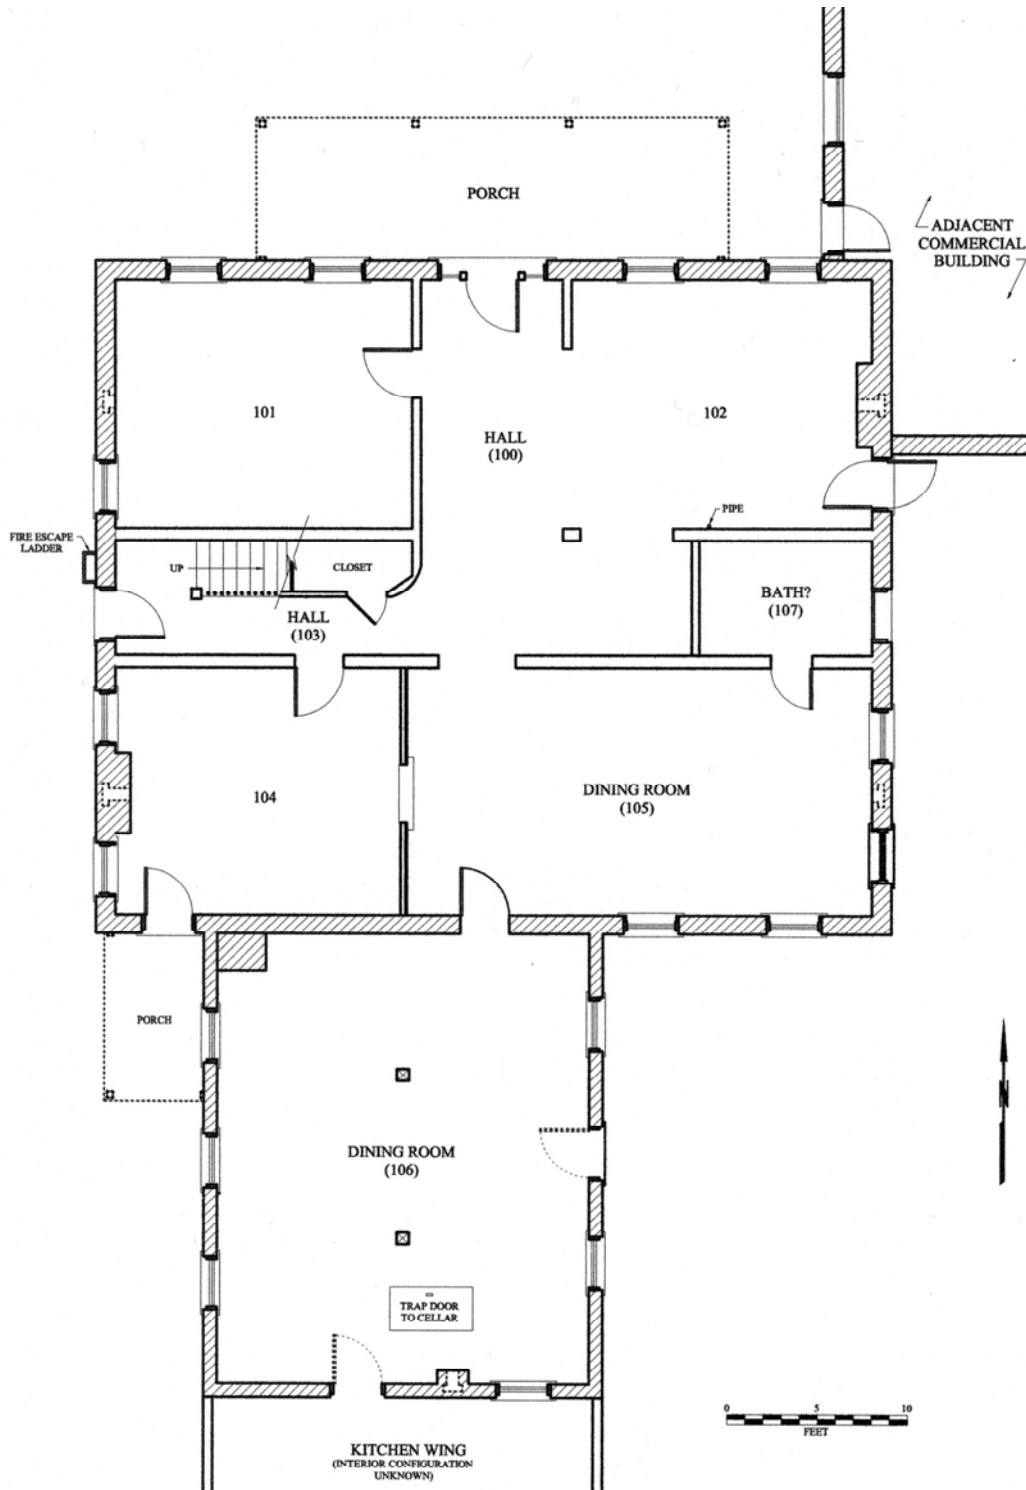 PORCH
ADJACENT
COMMERCIAL
BUILDING
101
102
HALL
(100)
PIPE
FIRE ESCAPE
LADDER
UP
CLOSET
HALL
(103)
BATH?
(107)
104
DINING ROOM
(105)
PORCH
N
DINING ROOM
(106)
TRAP DOOR
TO CELLAR
0 5 10
FEET
KITCHEN WING
(INTERIOR CONFIGURATION
UNKNOWN)